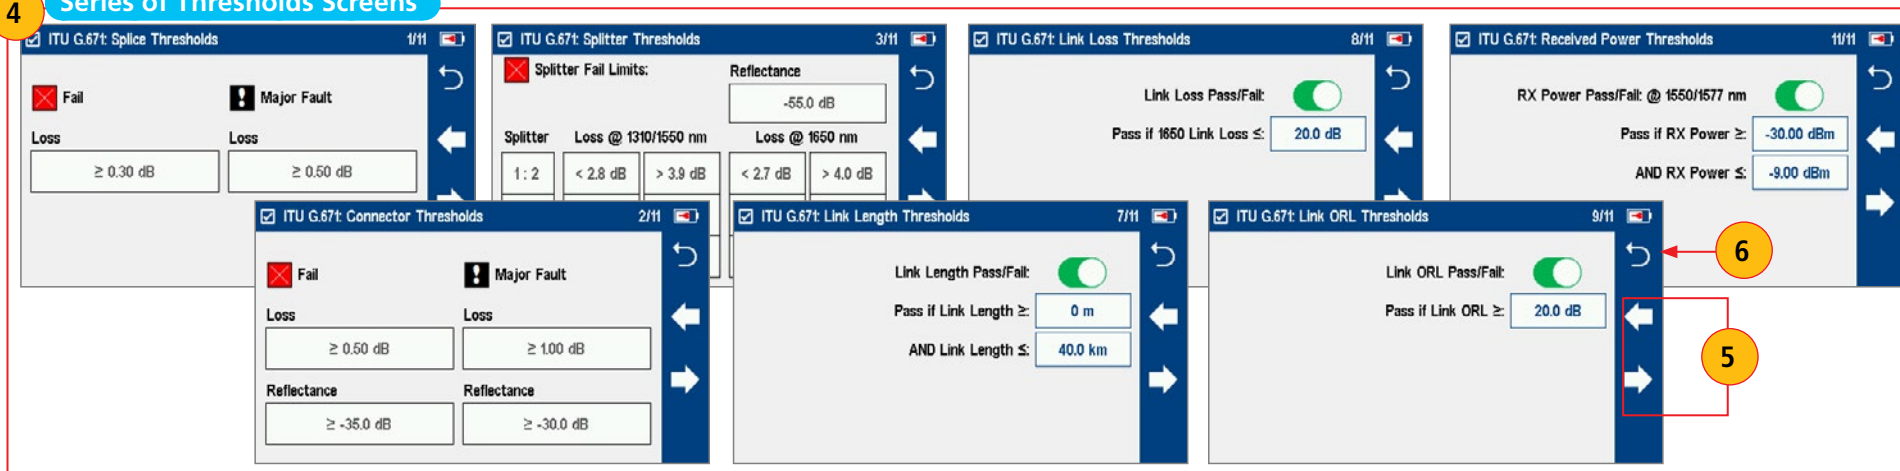 4
Series of Thresholds Screens
ITU G.671: Splice Thresholds 1/11
Fail Major Fault
Loss Loss
≥ 0.30 dB ≥ 0.50 dB
ITU G.671: Splitter Thresholds 3/11
Splitter Fail Limits: Reflectance
-55.0 dB
Splitter Loss @ 1310/1550 nm Loss @ 1650 nm
1 : 2 < 2.8 dB > 3.9 dB < 2.7 dB > 4.0 dB
ITU G.671: Link Loss Thresholds 8/11
Link Loss Pass/Fail:
Pass if 1650 Link Loss ≤: 20.0 dB
ITU G.671: Received Power Thresholds 11/11
RX Power Pass/Fail: @ 1550/1577 nm
Pass if RX Power ≥: -30.00 dBm
AND RX Power ≤: -9.00 dBm
ITU G.671: Connector Thresholds 2/11
Fail Major Fault
Loss Loss
≥ 0.50 dB ≥ 1.00 dB
Reflectance Reflectance
≥ -35.0 dB ≥ -30.0 dB
ITU G.671: Link Length Thresholds 7/11
Link Length Pass/Fail:
Pass if Link Length ≥: 0 m
AND Link Length ≤: 40.0 km
ITU G.671: Link ORL Thresholds 9/11
Link ORL Pass/Fail:
Pass if Link ORL ≥: 20.0 dB
6
5